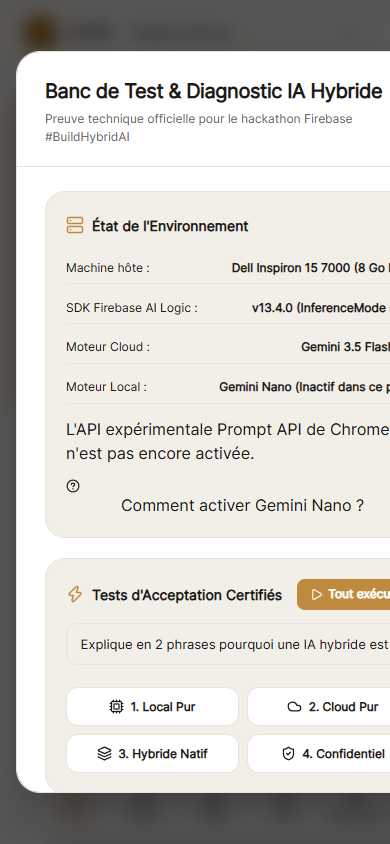 Banc de Test & Diagnostic IA Hybride
Preuve technique officielle pour le hackathon Firebase
#BuildHybridAI
État de l'Environnement
Machine hôte : Dell Inspiron 15 7000 (8 Go
SDK Firebase AI Logic : v13.4.0 (InferenceMode
Moteur Cloud : Gemini 3.5
Moteur Local : Gemini Nano (Inactif dans ce
L'API expérimentale Prompt API de Chrome
n'est pas encore activée.
Comment activer Gemini Nano ?
Tests d'Acceptation Certifiés
Tout
Explique en 2 phrases pourquoi une IA hybride est
1. Local Pur
2. Cloud Pur
3. Hybride Natif
4. Confidentiel